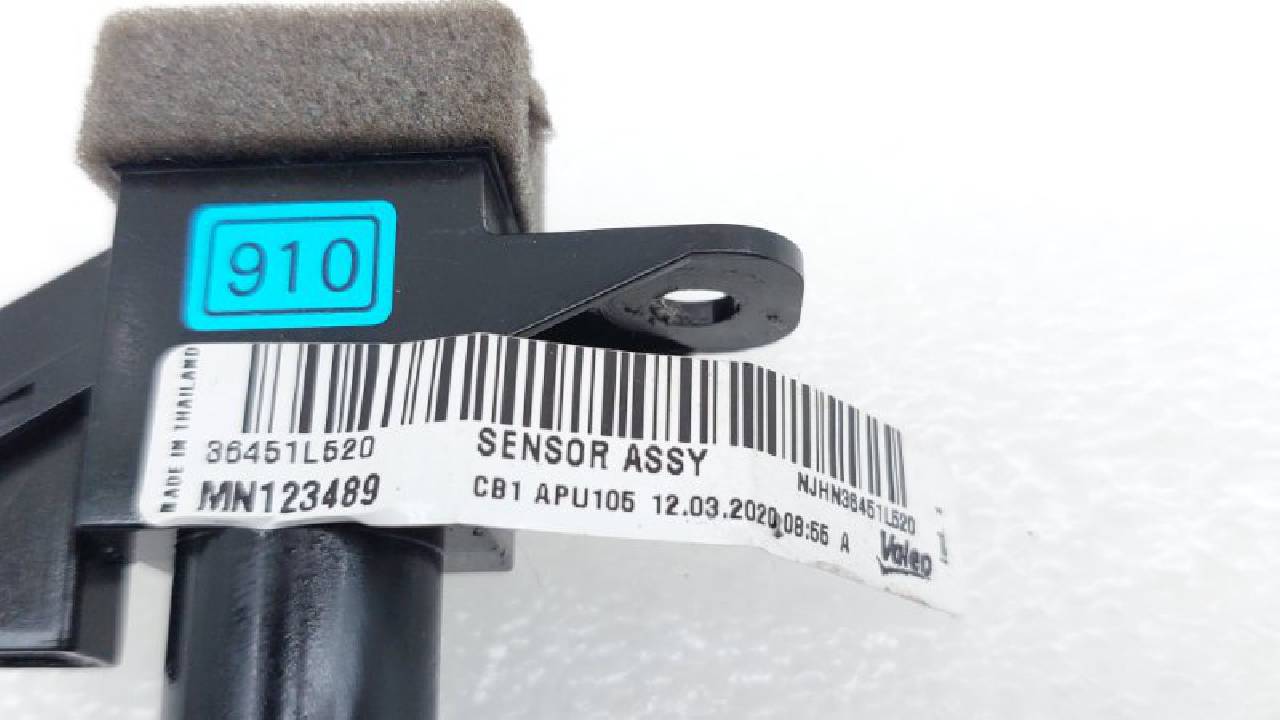 910
MADE IN THAILAND
36451L520
MN123489
SENSOR ASSY
CB1 APU105 12.03.2020 08:55 A
NJHN36451L520
Valeo